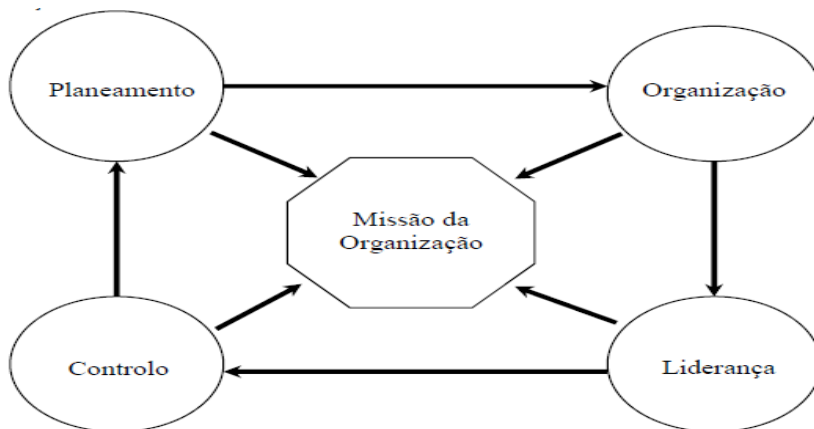 Planeamento
Organização
Missão da
Organização
Controlo
Liderança